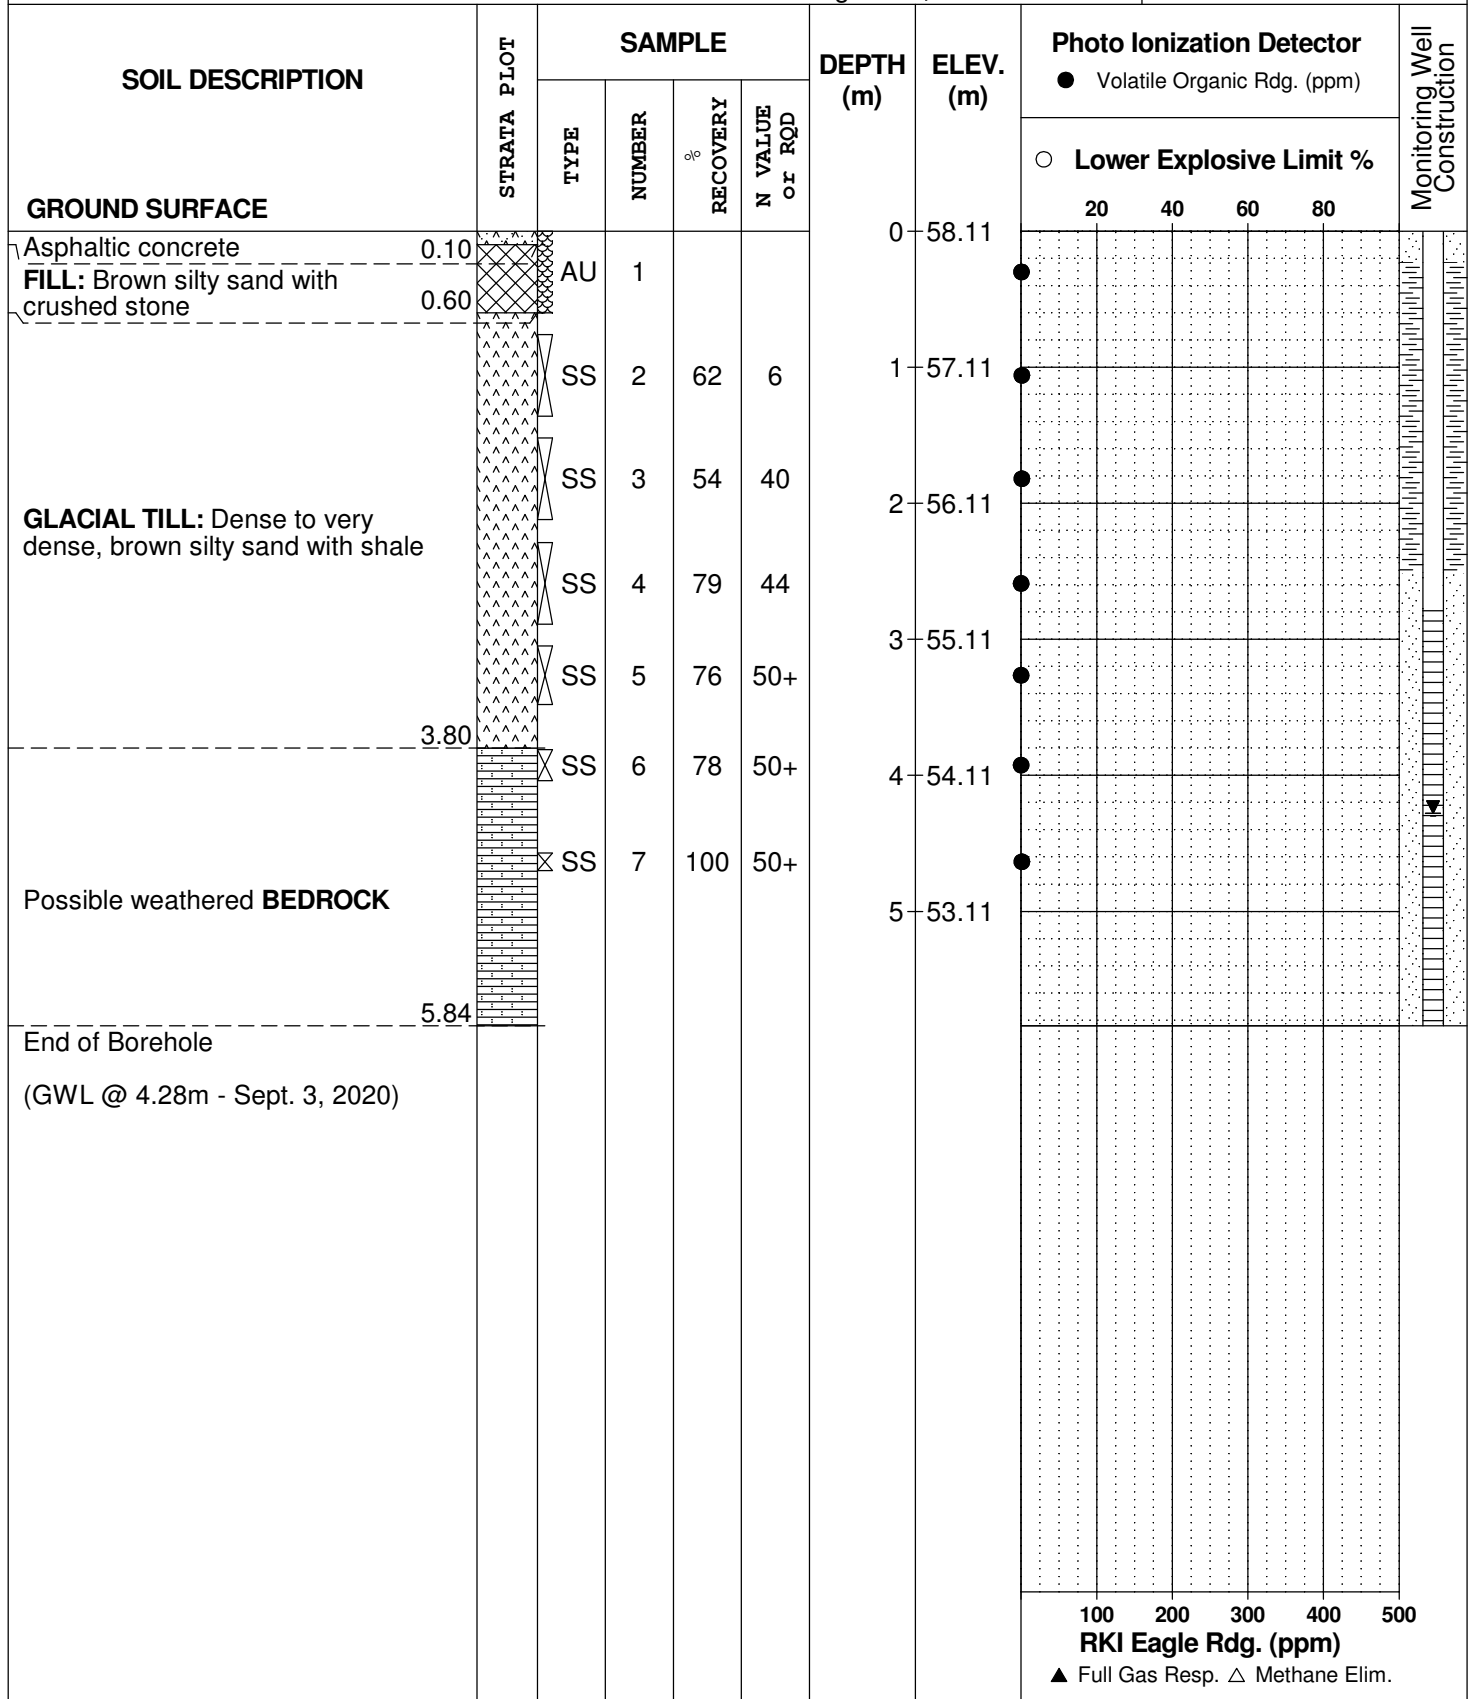 SOIL DESCRIPTION
GROUND SURFACE
STRATA PLOT
SAMPLE
TYPE
NUMBER
%
RECOVERY
N VALUE
or RQD
DEPTH
(m)
ELEV.
(m)
Photo Ionization Detector
● Volatile Organic Rdg. (ppm)
○ Lower Explosive Limit %
20 40 60 80
Monitoring Well
Construction
0 58.11
Asphaltic concrete 0.10
FILL: Brown silty sand with
crushed stone 0.60
AU 1
SS 2 62 6
1 57.11
SS 3 54 40
2 56.11
GLACIAL TILL: Dense to very
dense, brown silty sand with shale
SS 4 79 44
3 55.11
SS 5 76 50+
3.80
SS 6 78 50+
4 54.11
SS 7 100 50+
Possible weathered BEDROCK
5 53.11
5.84
End of Borehole
(GWL @ 4.28m - Sept. 3, 2020)
100 200 300 400 500
RKI Eagle Rdg. (ppm)
▲ Full Gas Resp. △ Methane Elim.